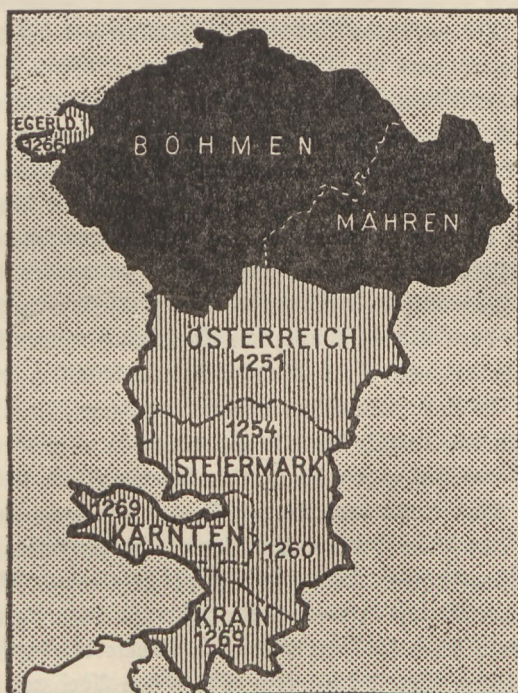 EGERLD.
1266
BÖHMEN
MÄHREN
ÖSTERREICH
1251
1254
STEIERMARK
1269
KÄRNTEN
1260
KRAIN
1269